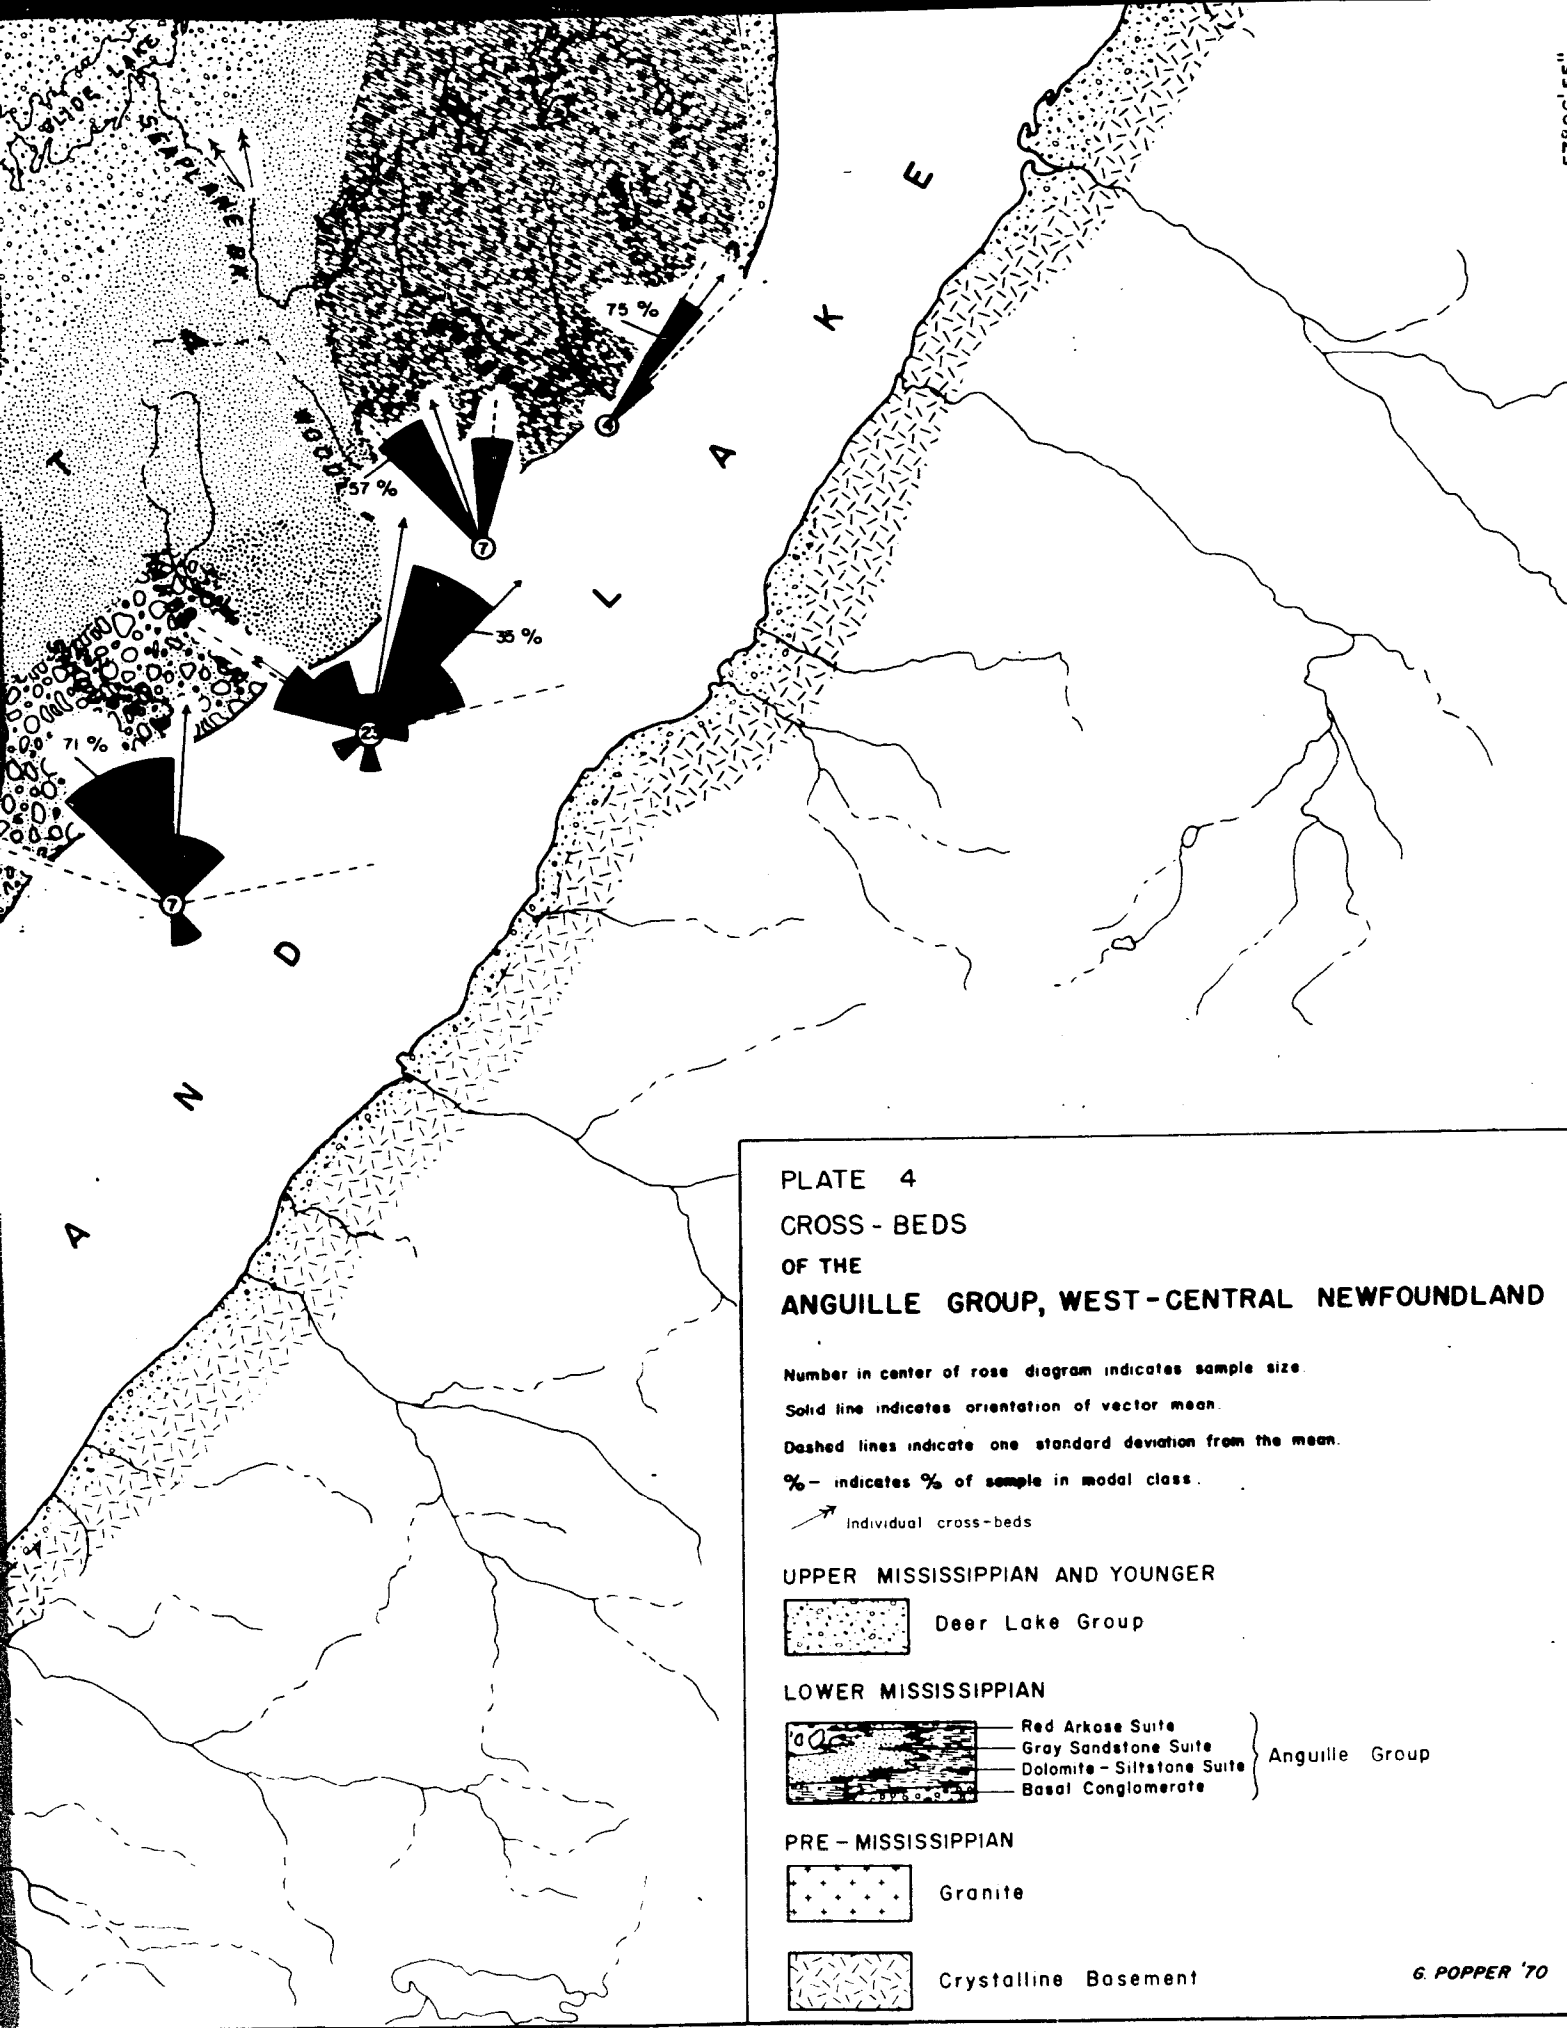 BLUE LAKE
SEAPLANE BK.
E
K
A
L
D
N
A
A
T
WOOD
75 %
4
57 %
7
35 %
71 %
7
PLATE 4
CROSS - BEDS
OF THE
ANGUILLE GROUP, WEST-CENTRAL NEWFOUNDLAND
Number in center of rose diagram indicates sample size.
Solid line indicates orientation of vector mean.
Dashed lines indicate one standard deviation from the mean.
% - indicates % of sample in modal class.
Individual cross-beds
UPPER MISSISSIPPIAN AND YOUNGER
Deer Lake Group
LOWER MISSISSIPPIAN
Red Arkose Suite
Gray Sandstone Suite
Dolomite - Siltstone Suite
Basal Conglomerate
Anguille Group
PRE - MISSISSIPPIAN
Granite
Crystalline Basement
G. POPPER '70